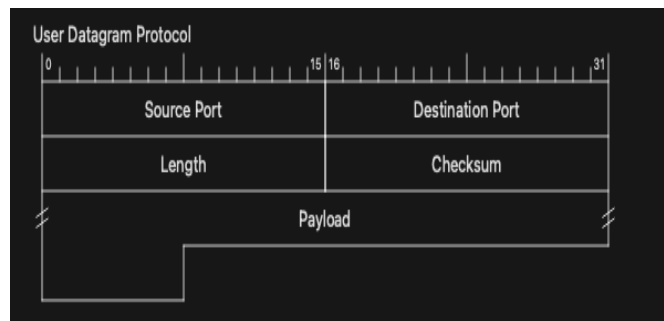 User Datagram Protocol
0 15 16 31
Source Port Destination Port
Length Checksum
Payload